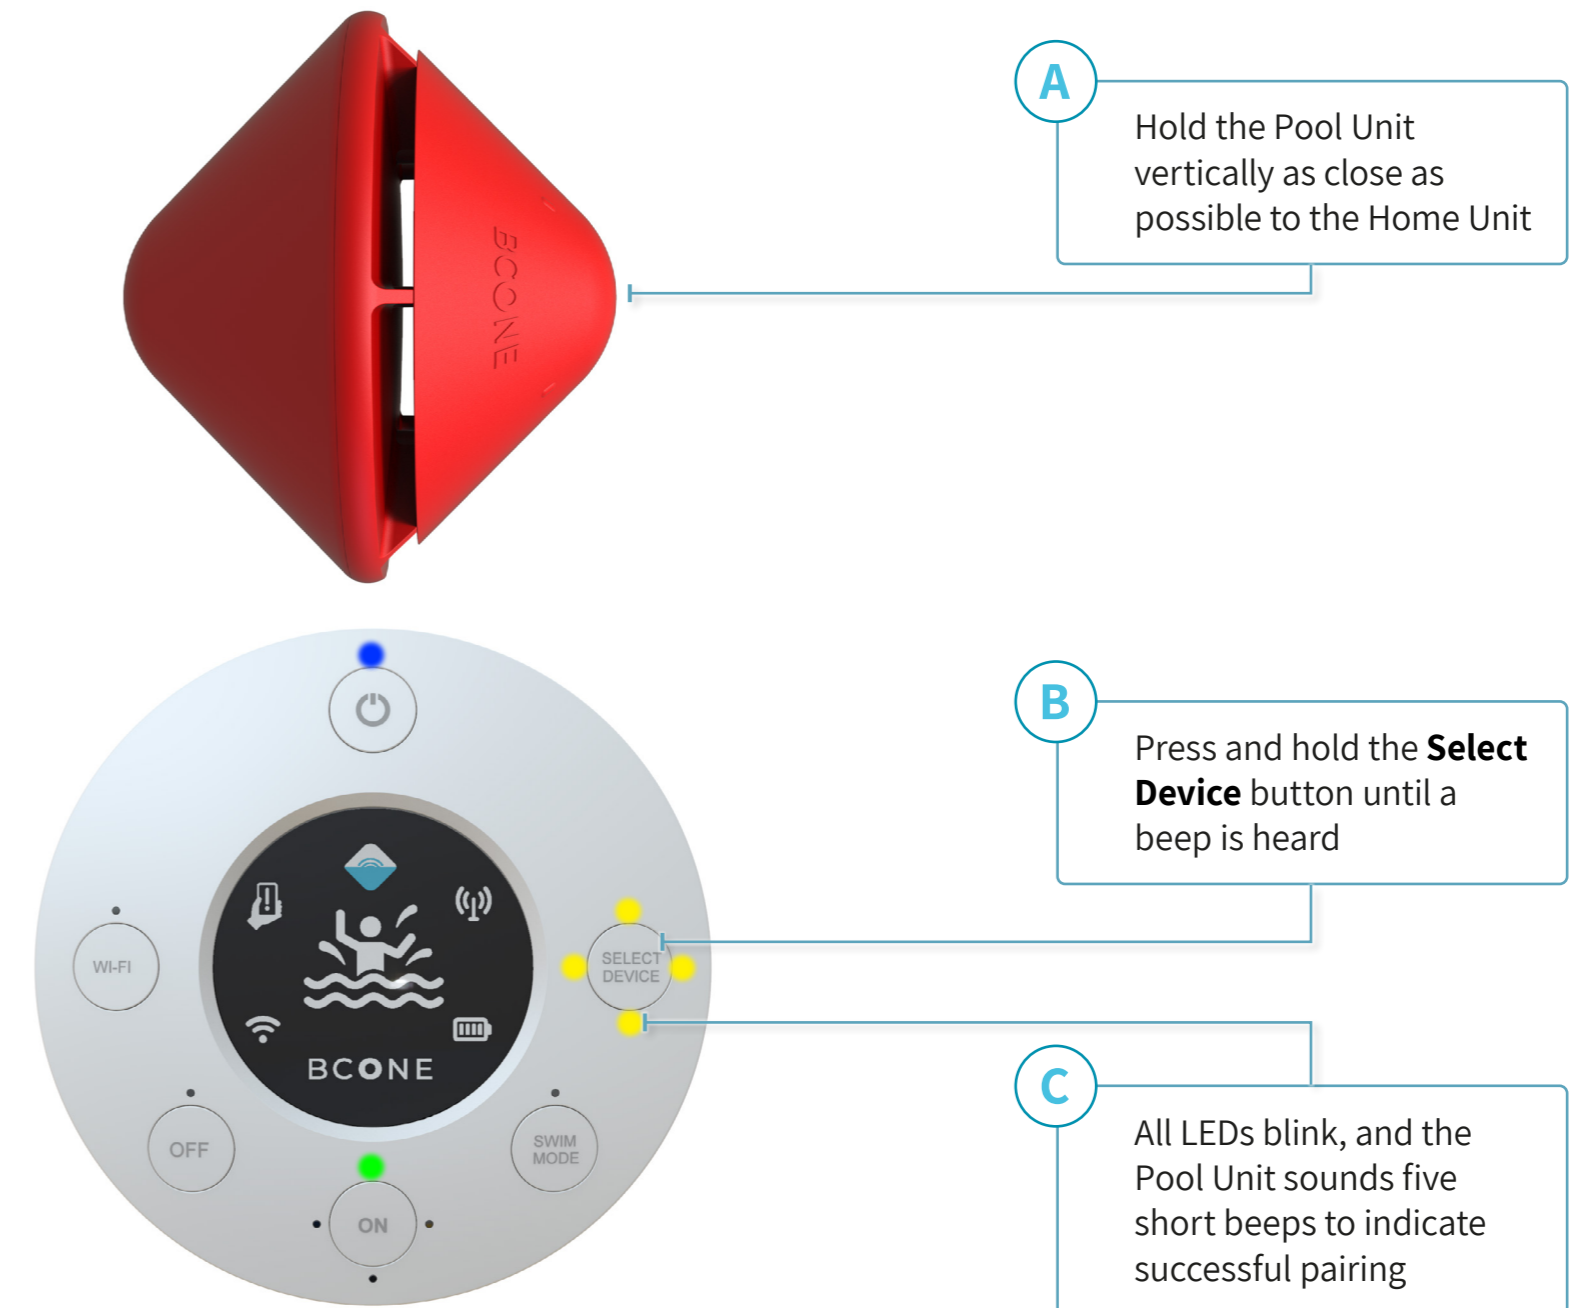 A
Hold the Pool Unit
vertically as close as
possible to the Home Unit
BCONE
B
Press and hold the Select
Device button until a
beep is heard
WI-FI
SELECT
DEVICE
BCONE
OFF
SWIM
MODE
ON
C
All LEDs blink, and the
Pool Unit sounds five
short beeps to indicate
successful pairing